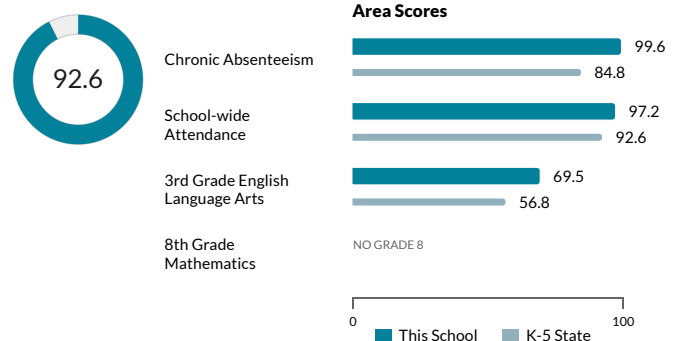 Area Scores
92.6
Chronic Absenteeism
99.6
84.8
School-wide
Attendance
97.2
92.6
3rd Grade English
Language Arts
69.5
56.8
8th Grade
Mathematics
NO GRADE 8
0
100
This School
K-5 State